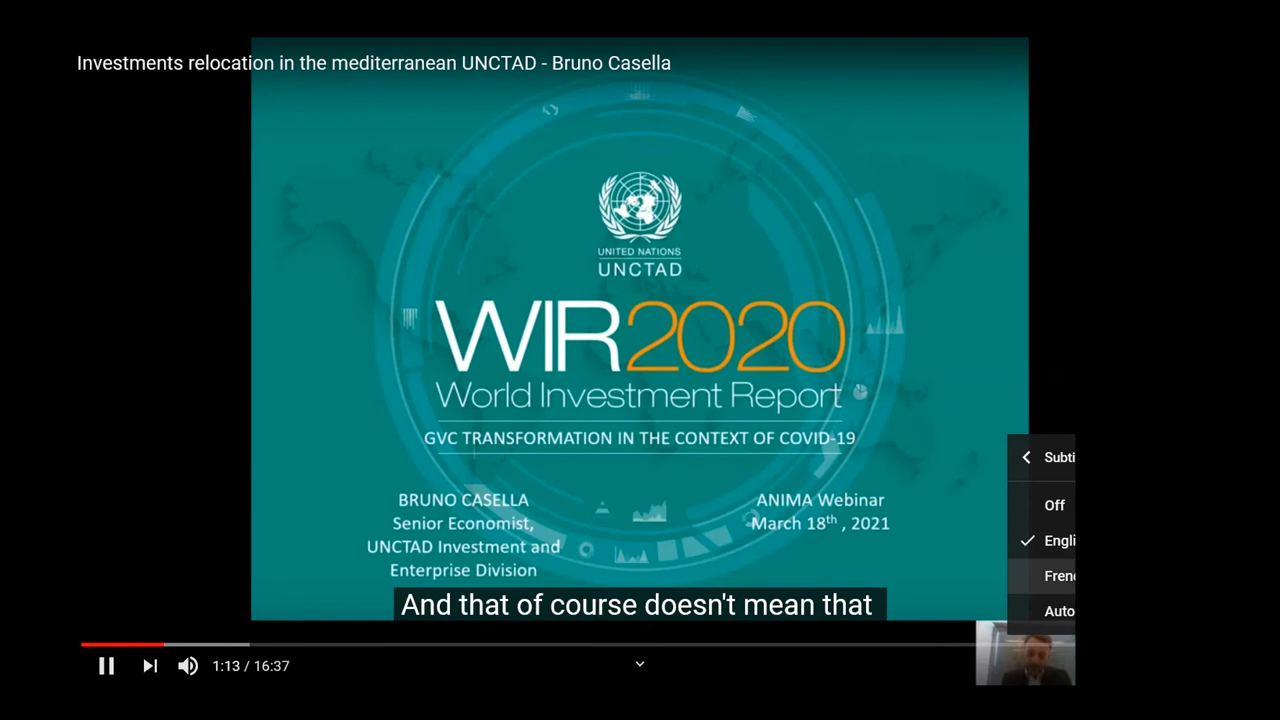 Investments relocation in the mediterranean UNCTAD - Bruno Casella
UNITED NATIONS
UNCTAD
WIR2020
World Investment Report
GVC TRANSFORMATION IN THE CONTEXT OF COVID-19
BRUNO CASELLA
Senior Economist,
UNCTAD Investment and
Enterprise Division
ANIMA Webinar
March 18th , 2021
And that of course doesn't mean that
Subti
Off
Engli
Fren
Auto
1:13 / 16:37